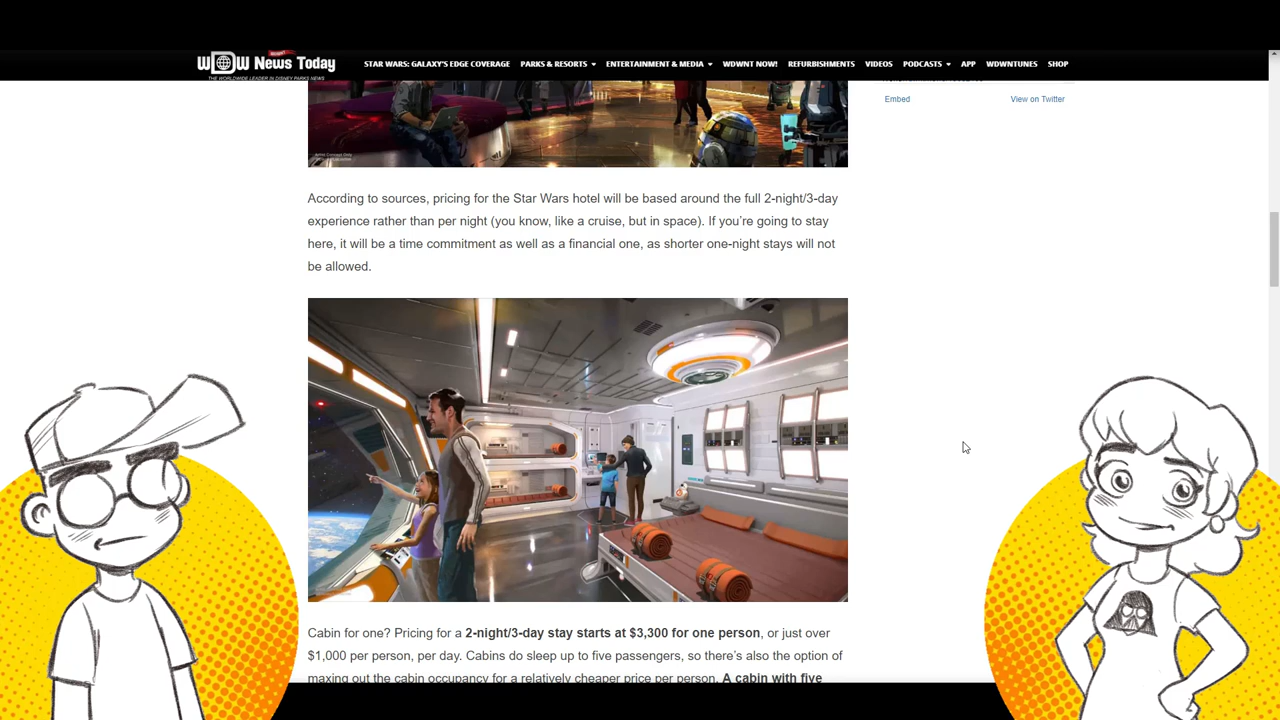 WDW News Today
THE WORLDWIDE LEADER IN DISNEY PARKS NEWS
STAR WARS: GALAXY'S EDGE COVERAGE
PARKS & RESORTS
ENTERTAINMENT & MEDIA
WDWNT NOW!
REFURBISHMENTS
VIDEOS
PODCASTS
APP
WDWNTUNES
SHOP
Embed
View on Twitter
According to sources, pricing for the Star Wars hotel will be based around the full 2-night/3-day
experience rather than per night (you know, like a cruise, but in space). If you’re going to stay
here, it will be a time commitment as well as a financial one, as shorter one-night stays will not
be allowed.
Cabin for one? Pricing for a 2-night/3-day stay starts at $3,300 for one person, or just over
$1,000 per person, per day. Cabins do sleep up to five passengers, so there’s also the option of
maxing out the cabin occupancy for a relatively cheaper price per person. A cabin with five